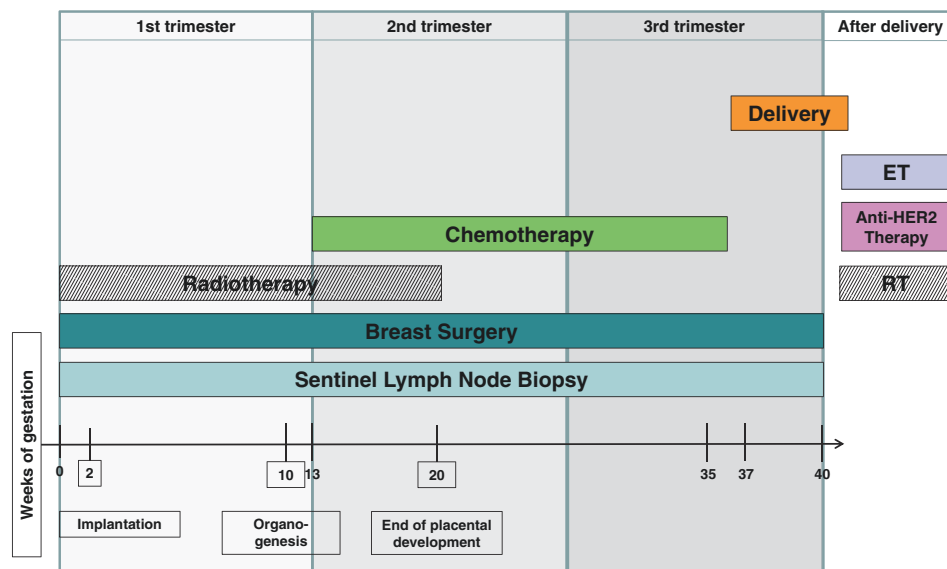 1st trimester
2nd trimester
3rd trimester
After delivery
Delivery
ET
Anti-HER2
Therapy
Chemotherapy
Radiotherapy
RT
Breast Surgery
Sentinel Lymph Node Biopsy
Weeks of gestation
0
2
10
13
20
35
37
40
Implantation
Organo-
genesis
End of placental
development